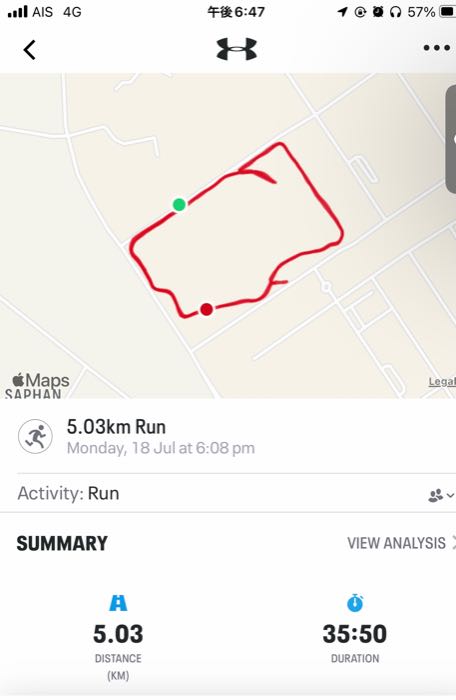 AIS 4G 午後6:47 57%
Maps
SAPHAN
Legal
5.03km Run
Monday, 18 Jul at 6:08 pm
Activity: Run
SUMMARY VIEW ANALYSIS
5.03 35:50
DISTANCE DURATION
(KM)